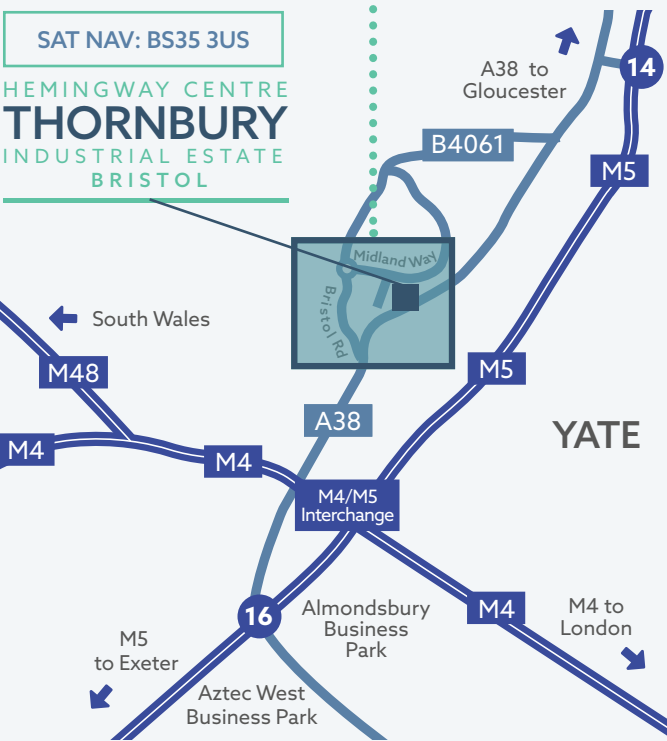 SAT NAV: BS35 3US
HEMINGWAY CENTRE
THORNBURY
INDUSTRIAL ESTATE
BRISTOL
A38 to
Gloucester
14
B4061
M5
Midland Way
Bristol Rd
South Wales
M48
M5
A38
YATE
M4
M4
M4/M5
Interchange
16
Almondsbury
Business
Park
M4
M4 to
London
M5
to Exeter
Aztec West
Business Park